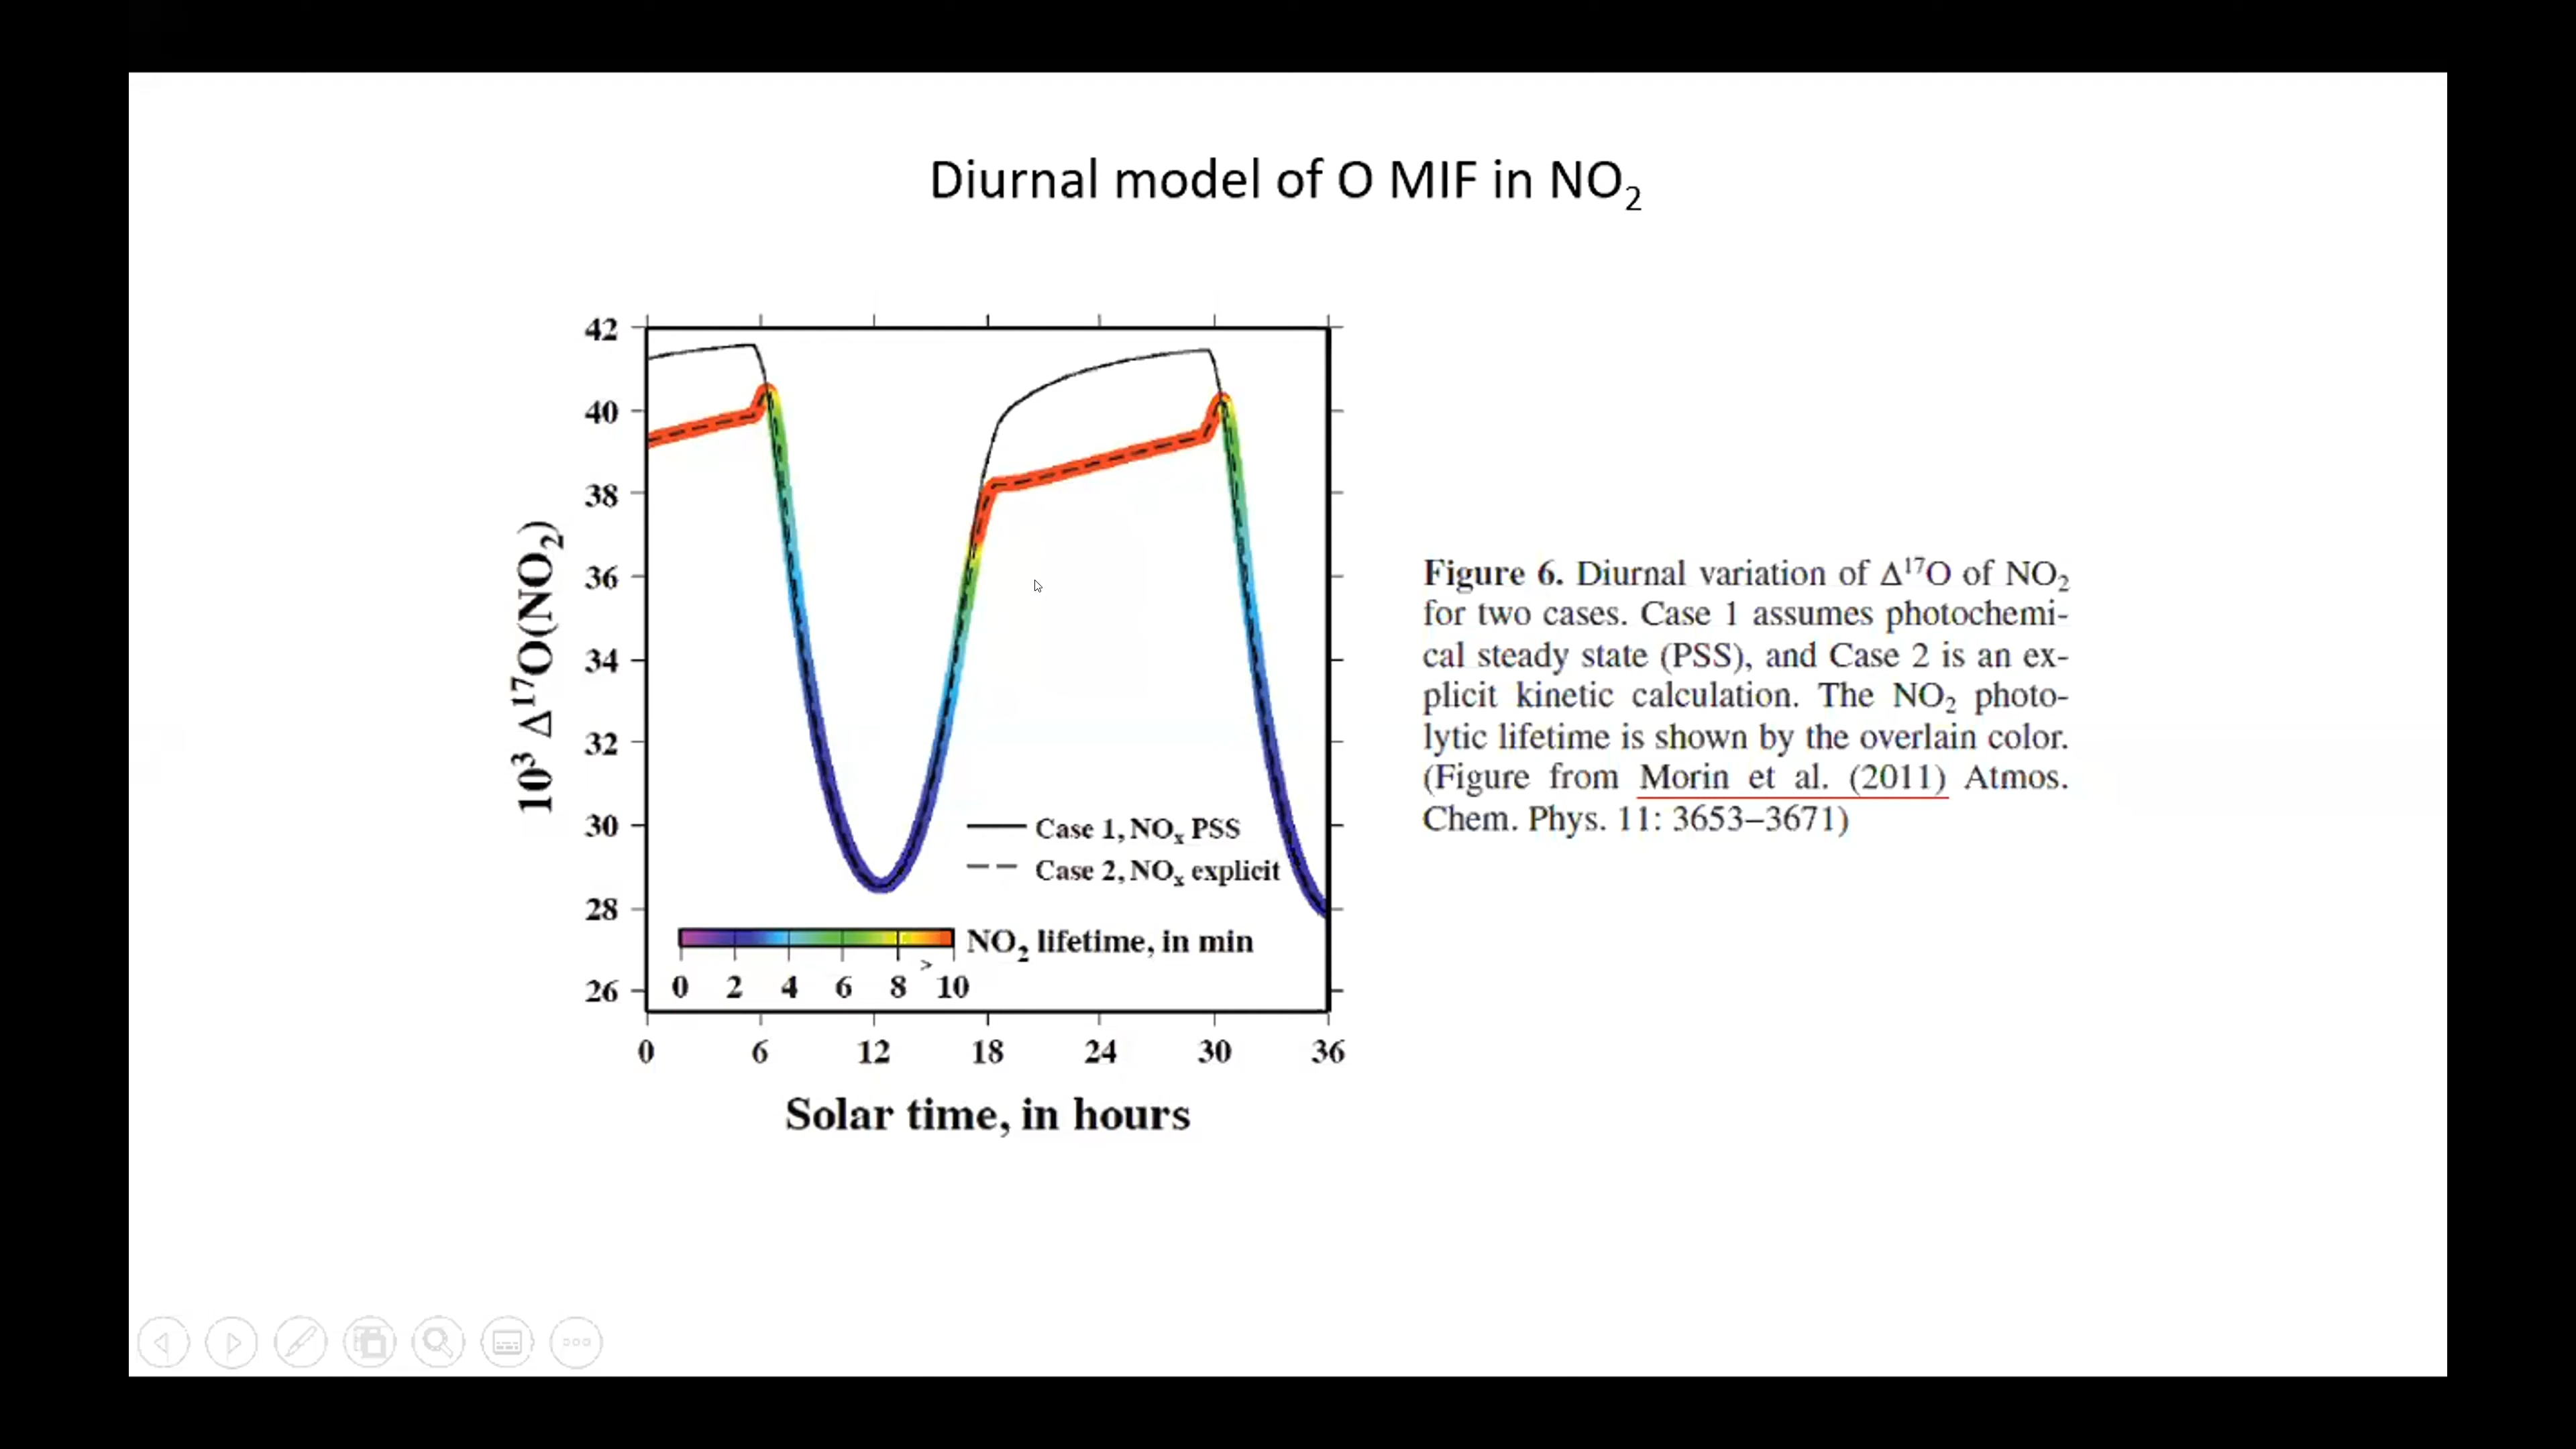 Diurnal model of O MIF in NO₂
42
40
38
36
34
32
30
28
26
10³ Δ¹⁷O(NO₂)
Case 1, NOₓ PSS
Case 2, NOₓ explicit
NO₂ lifetime, in min
>
0 2 4 6 8 10
0 6 12 18 24 30 36
Solar time, in hours
Figure 6. Diurnal variation of Δ¹⁷O of NO₂
for two cases. Case 1 assumes photochemi-
cal steady state (PSS), and Case 2 is an ex-
plicit kinetic calculation. The NO₂ photo-
lytic lifetime is shown by the overlain color.
(Figure from Morin et al. (2011) Atmos.
Chem. Phys. 11: 3653–3671)